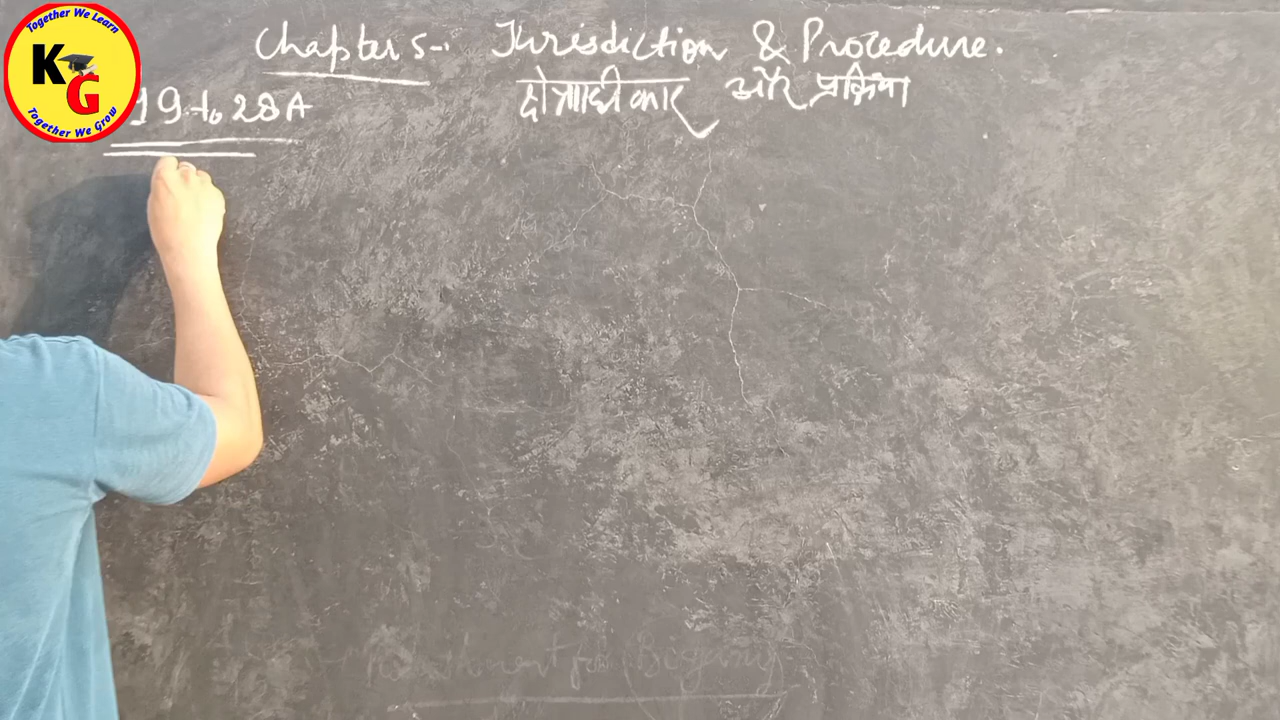 Together We Learn
KG
Together We Grow
Chapter 5-: Jurisdiction & Procedure.
19 to 28A
क्षेत्राधिकार और प्रक्रिया